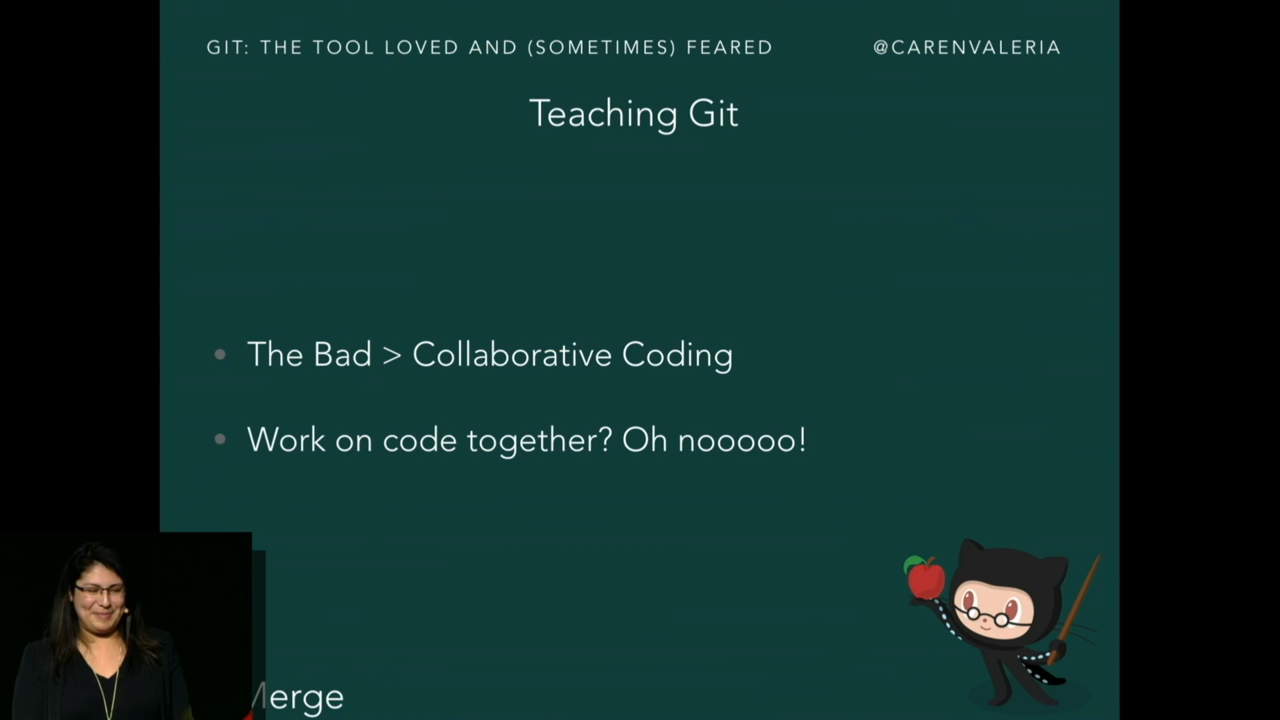 GIT: THE TOOL LOVED AND (SOMETIMES) FEARED @CARENVALERIA
Teaching Git
The Bad > Collaborative Coding
Work on code together? Oh nooooo!
Merge